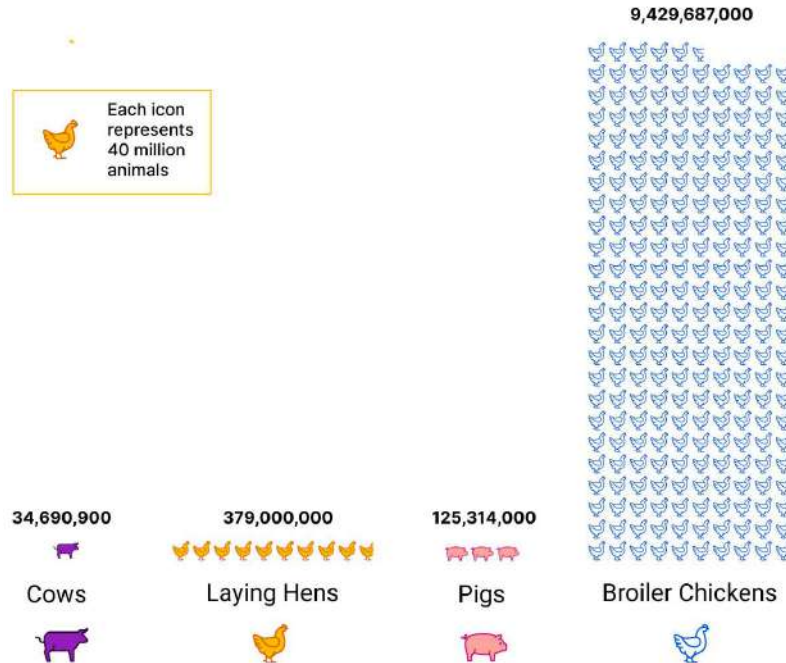 9,429,687,000
Each icon
represents
40 million
animals
34,690,900
379,000,000
125,314,000
Cows
Laying Hens
Pigs
Broiler Chickens